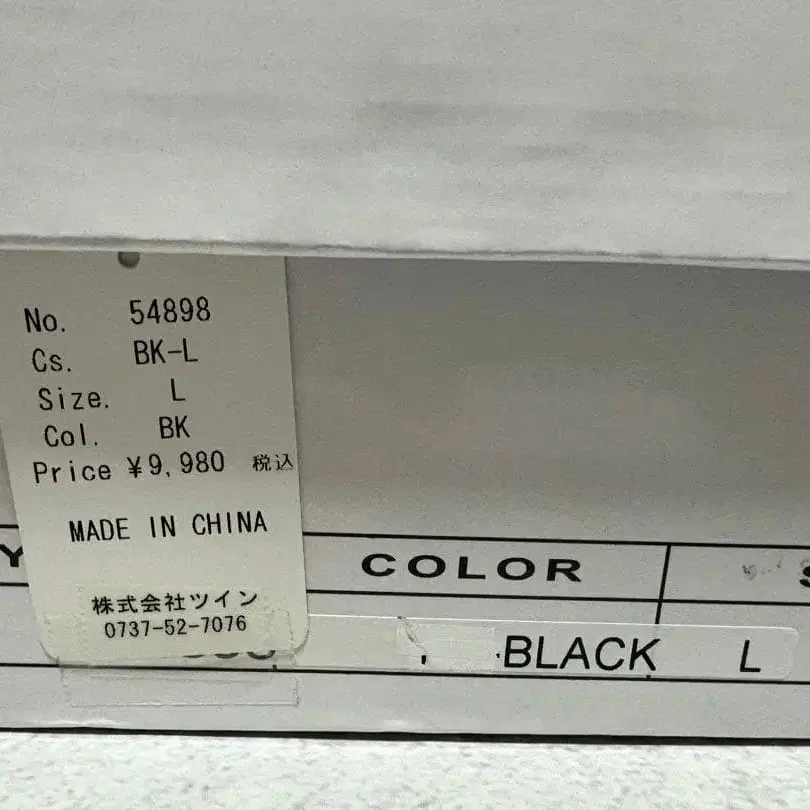 No. 54898
Cs. BK-L
Size. L
Col. BK
Price ¥9,980 税込
MADE IN CHINA
株式会社ツイン
0737-52-7076
COLOR
BLACK L